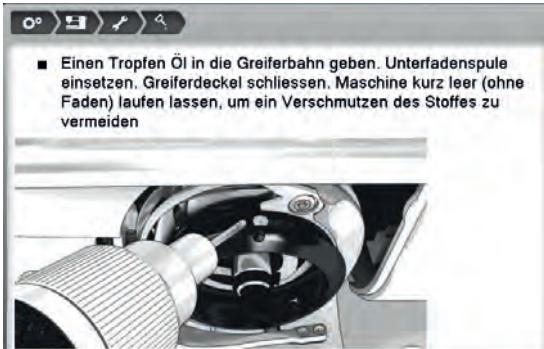 Einen Tropfen Öl in die Greiferbahn geben. Unterfadenspule
einsetzen. Greiferdeckel schliessen. Maschine kurz leer (ohne
Faden) laufen lassen, um ein Verschmutzen des Stoffes zu
vermeiden